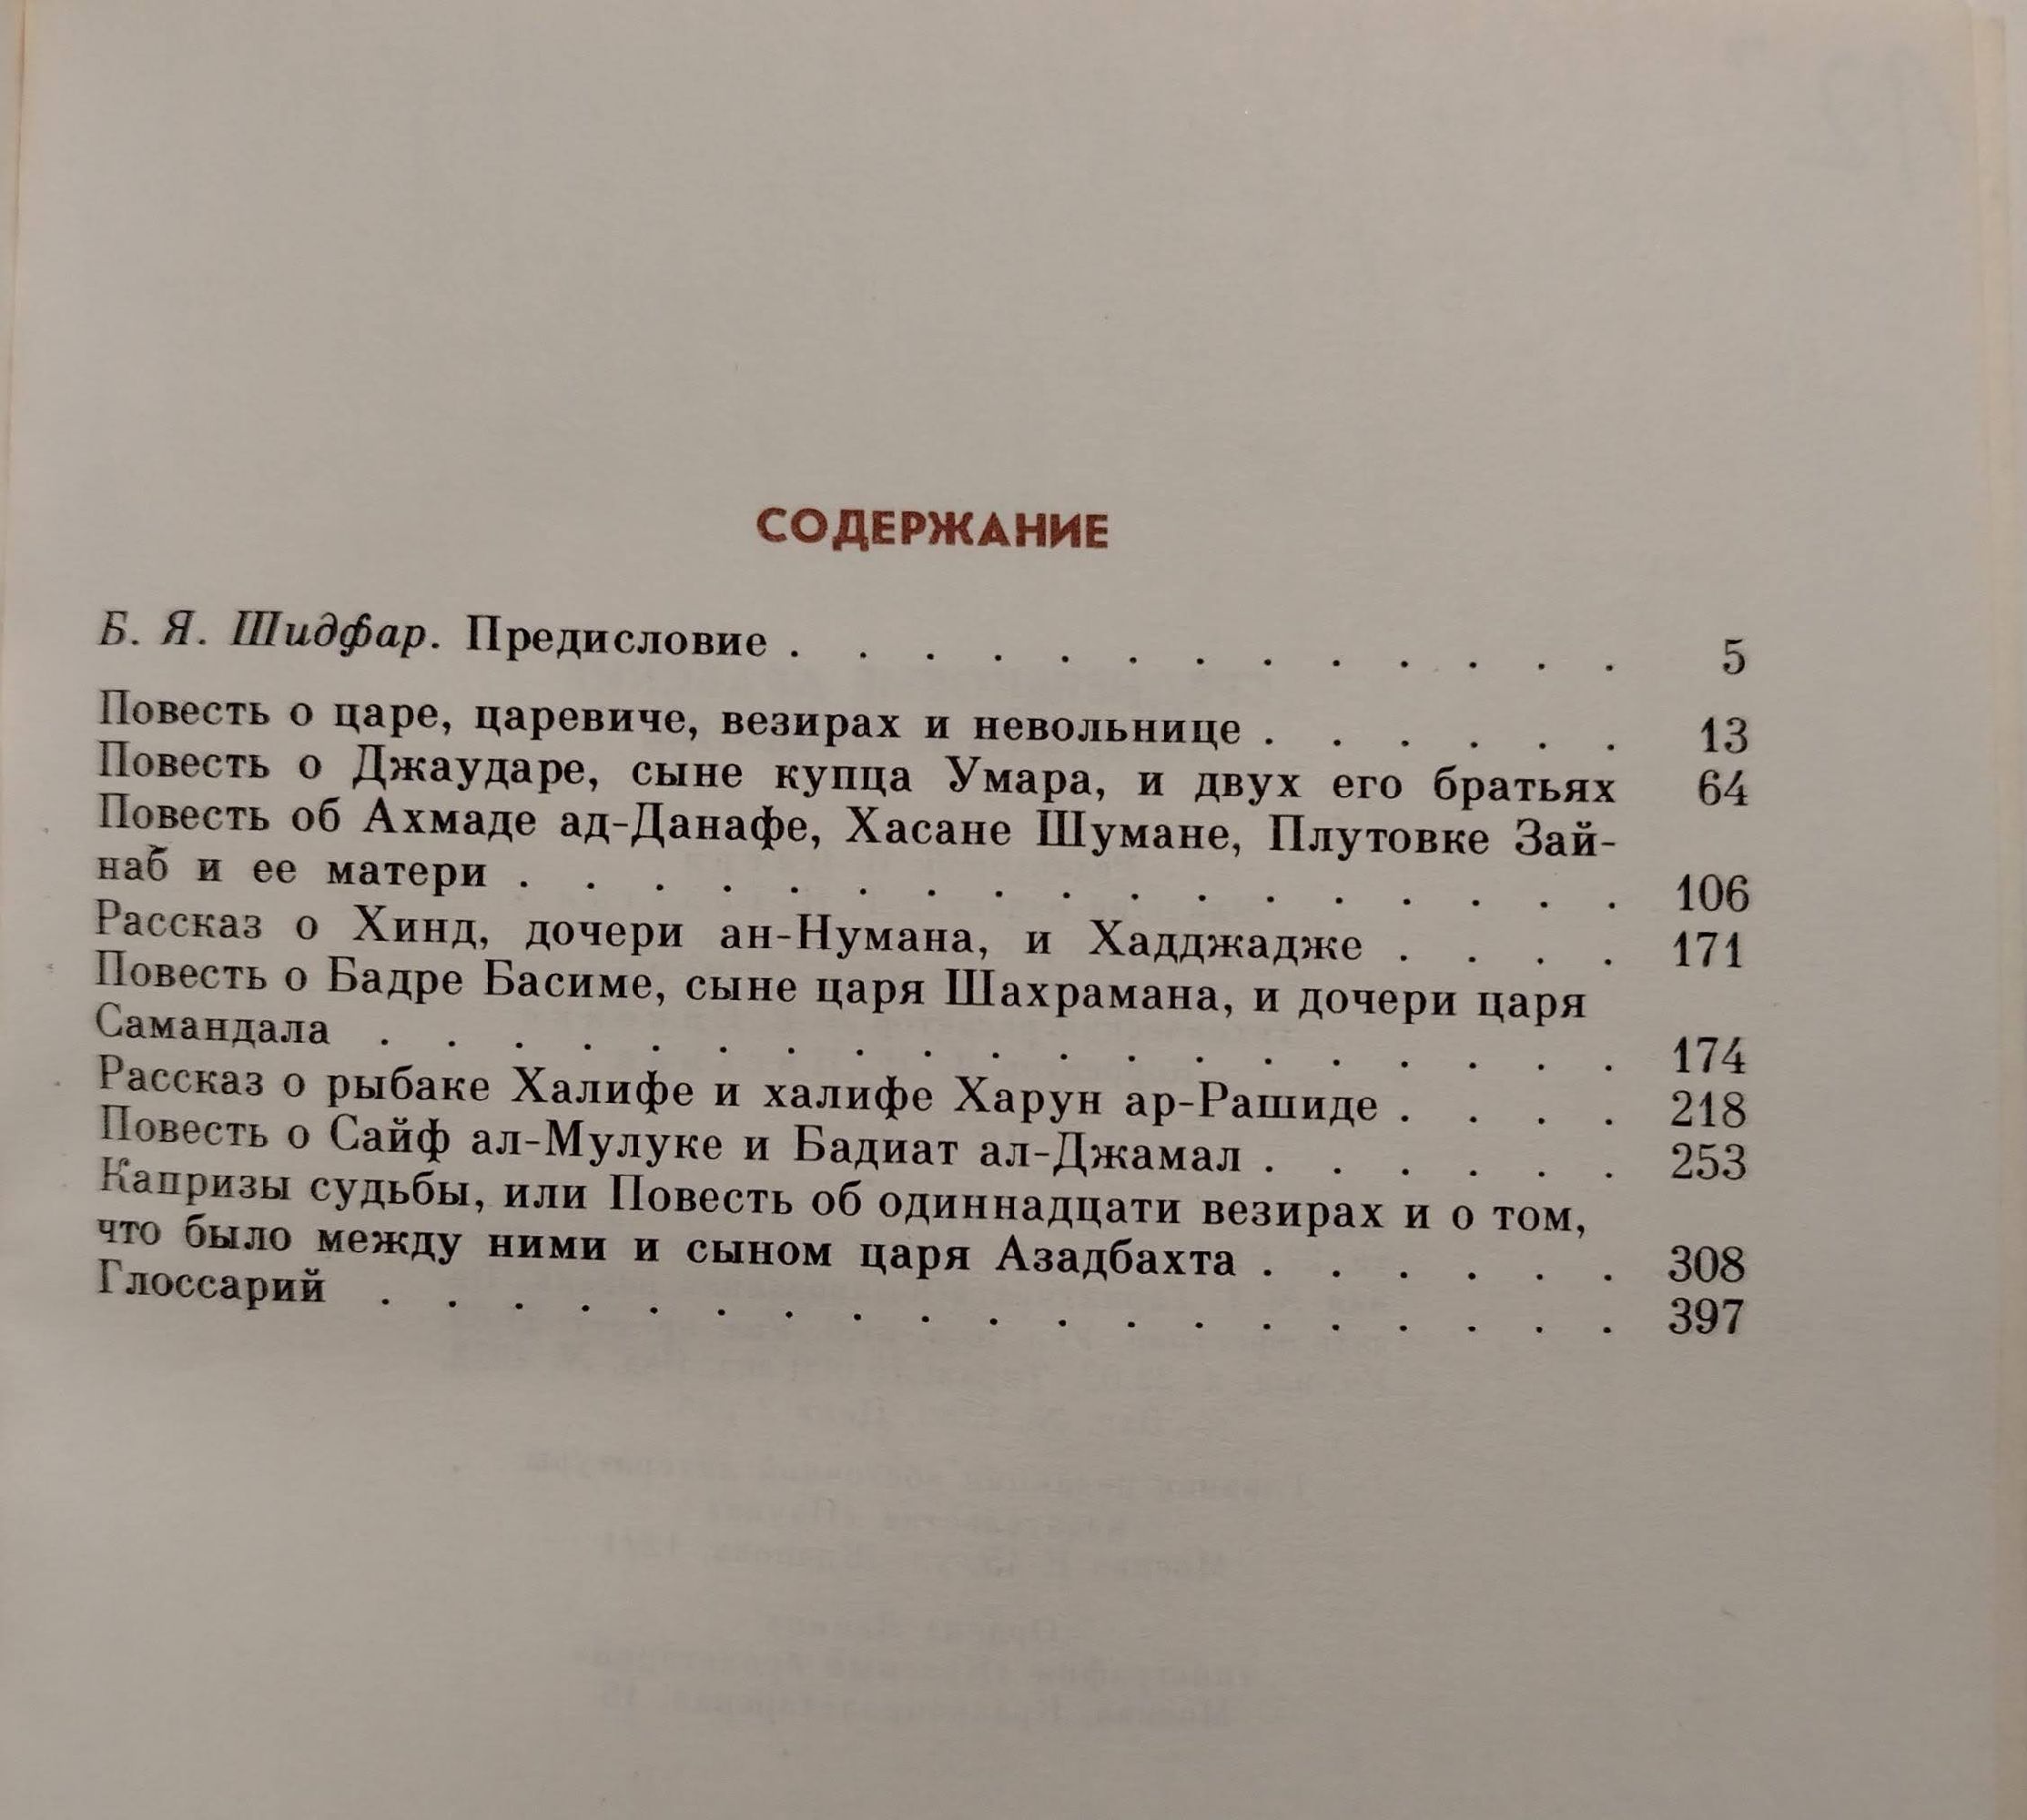 СОДЕРЖАНИЕ
Б. Я. Шидфар. Предисловие . . . . . . . . . . . . . 5
Повесть о царе, царевиче, везирах и невольнице . . . . . . 13
Повесть о Джаударе, сыне купца Умара, и двух его братьях 64
Повесть об Ахмаде ад-Данафе, Хасане Шумане, Плутовке Зай-
наб и ее матери . . . . . . . . . . . . . . . . . 106
Рассказ о Хинд, дочери ан-Нумана, и Хадджадже . . . . 171
Повесть о Бадре Басиме, сыне царя Шахрамана, и дочери царя
Самандала . . . . . . . . . . . . . . . . . . . 174
Рассказ о рыбаке Халифе и халифе Харун ар-Рашиде . . . . 218
Повесть о Сайф ал-Мулуке и Бадиат ал-Джамал . . . . . . 253
Капризы судьбы, или Повесть об одиннадцати везирах и о том,
что было между ними и сыном царя Азадбахта . . . . . . 308
Глоссарий . . . . . . . . . . . . . . . . . . . 397